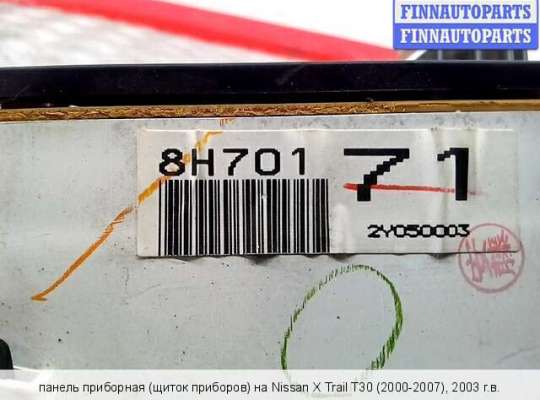 FINNAUTOPARTS
FINNAUTOPARTS
8H701 71
2Y050003
панель приборная (щиток приборов) на Nissan X Trail T30 (2000-2007), 2003 г.в.